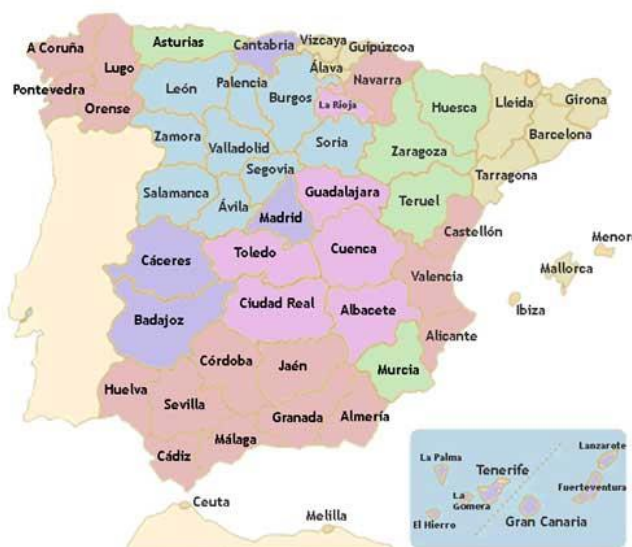 A Coruña
Lugo
Pontevedra
Orense
Asturias
Cantabria
Vizcaya
Guipúzcoa
Álava
Navarra
La Rioja
León
Palencia
Burgos
Zamora
Valladolid
Soria
Segovia
Salamanca
Ávila
Huesca
Zaragoza
Teruel
Lleida
Girona
Barcelona
Tarragona
Guadalajara
Madrid
Toledo
Cuenca
Ciudad Real
Albacete
Cáceres
Badajoz
Castellón
Valencia
Alicante
Murcia
Menor
Mallorca
Ibiza
Huelva
Sevilla
Córdoba
Jaén
Cádiz
Málaga
Granada
Almería
Ceuta
Melilla
La Palma
Tenerife
La
Gomera
El Hierro
Gran Canaria
Lanzarote
Fuerteventura